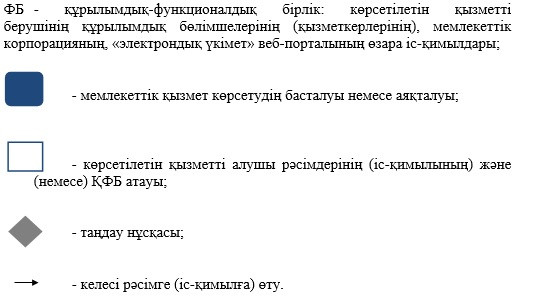 ФБ - құрылымдық-функционалдық бірлік: көрсетілетін қызметті
берушінің құрылымдық бөлімшелерінің (қызметкерлерінің), мемлекеттік
корпорацияның, «электрондық үкімет» веб-порталының өзара іс-қимылдары;
- мемлекеттік қызмет көрсетудің басталуы немесе аяқталуы;
- көрсетілетін қызметті алушы рәсімдерінің (іс-қимылының) және
(немесе) ҚФБ атауы;
- таңдау нұсқасы;
- келесі рәсімге (іс-қимылға) өту.